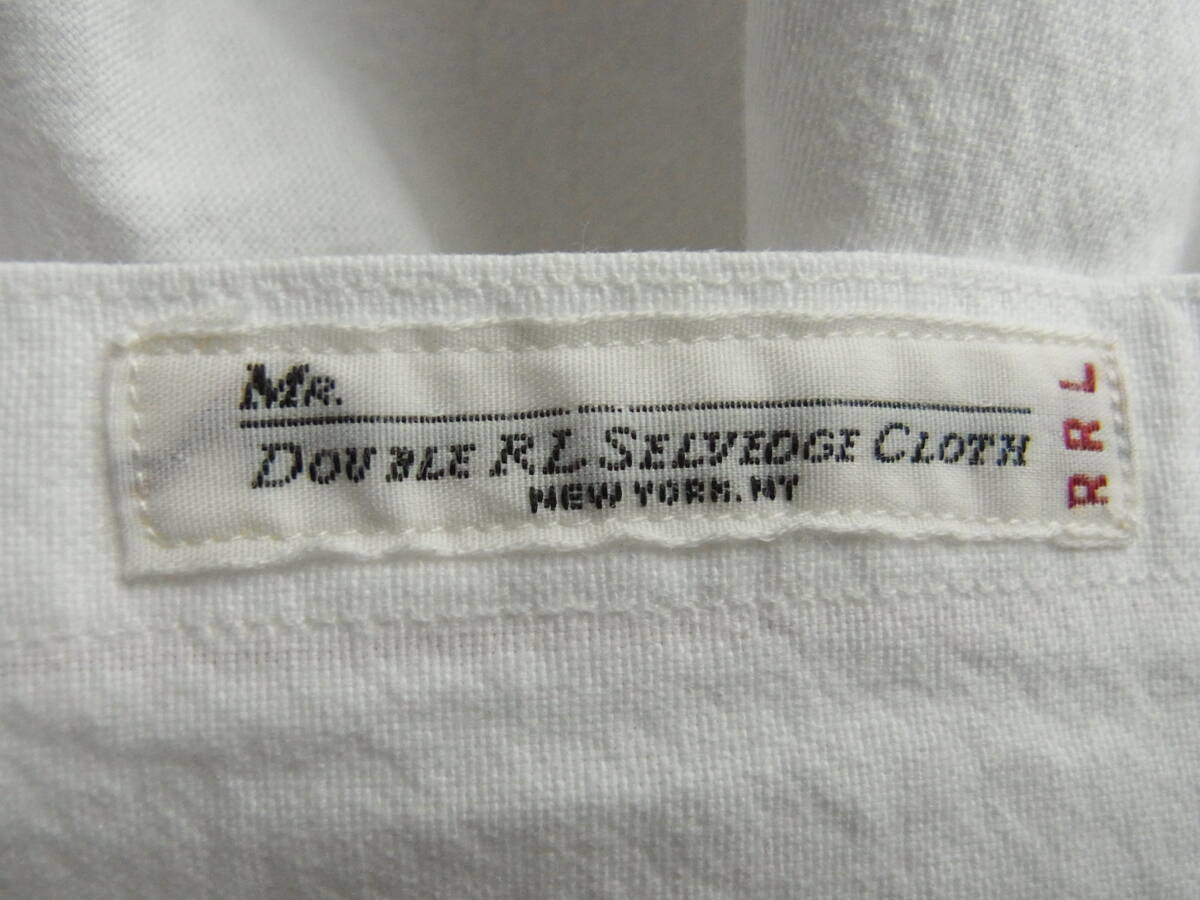 MR.
DOUBLE RL SELVEDGE CLOTH
NEW YORK. NY
RRL